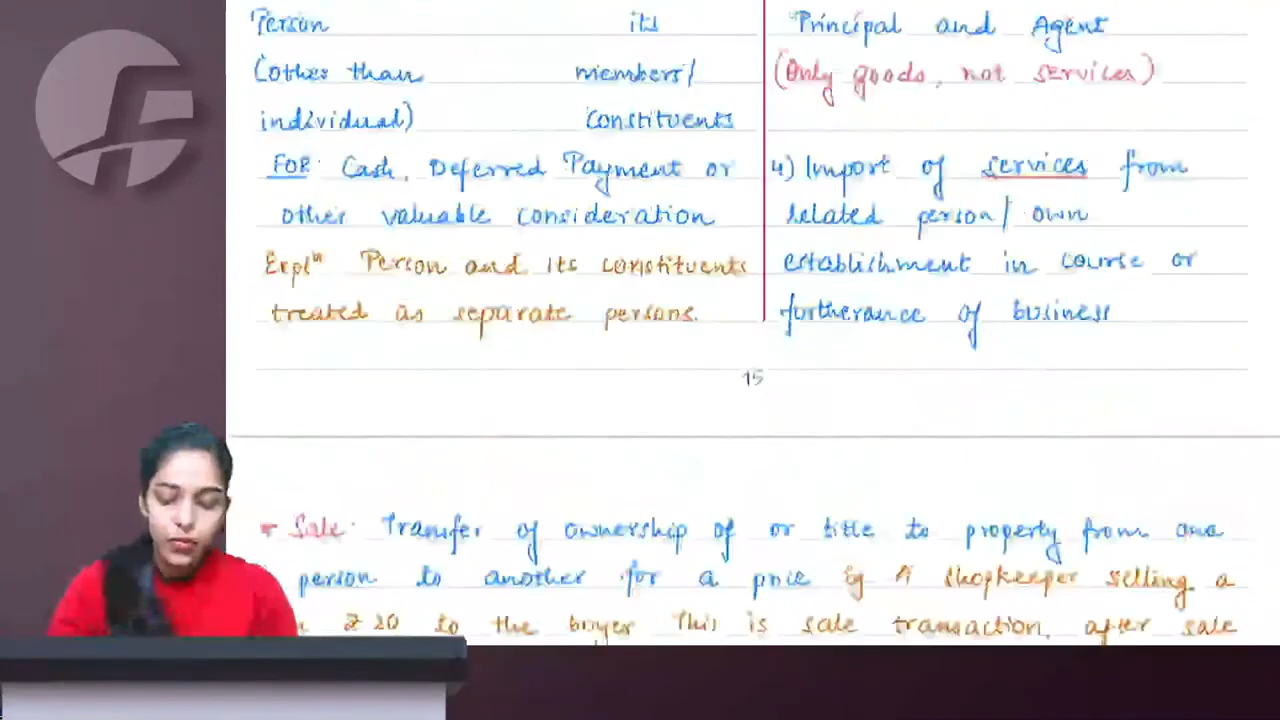 Person its
(other than members/
individual) Constituents
FOR: Cash, Deferred Payment or
other valuable consideration
Explⁿ Person and its constituents
treated as separate persons.
Principal and Agent
(Only goods, not services)
4) Import of services from
related person/ own
establishment in course or
furtherance of business
15
Sale: Transfer of ownership of or title to property from one
person to another for a price Eg A shopkeeper selling a
₹20 to the buyer This is sale transaction, after sale